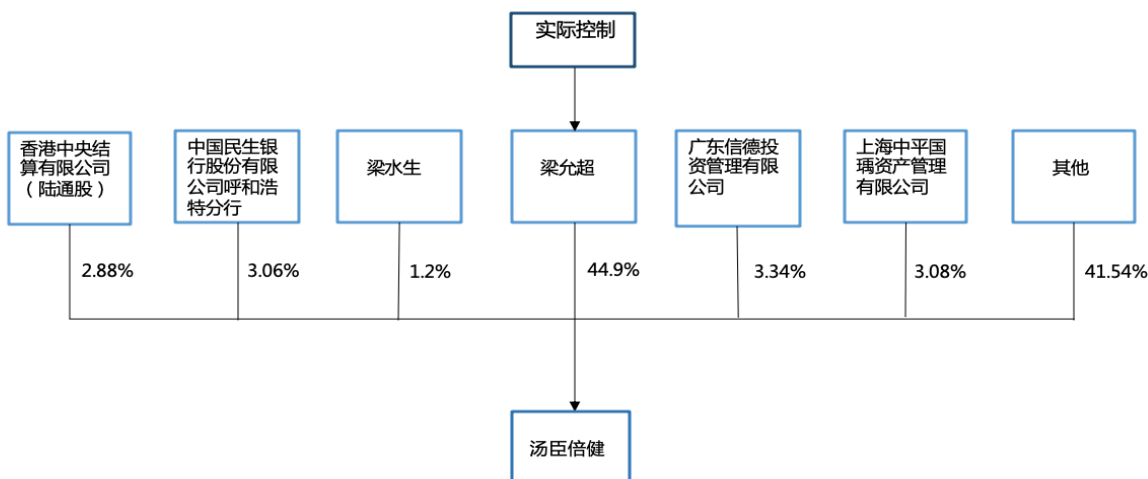 实际控制
香港中央结
算有限公司
（陆通股）
中国民生银
行股份有限
公司呼和浩
特分行
梁水生
梁允超
广东信德投
资管理有限
公司
上海中平国
瑀资产管理
有限公司
其他
2.88%
3.06%
1.2%
44.9%
3.34%
3.08%
41.54%
汤臣倍健